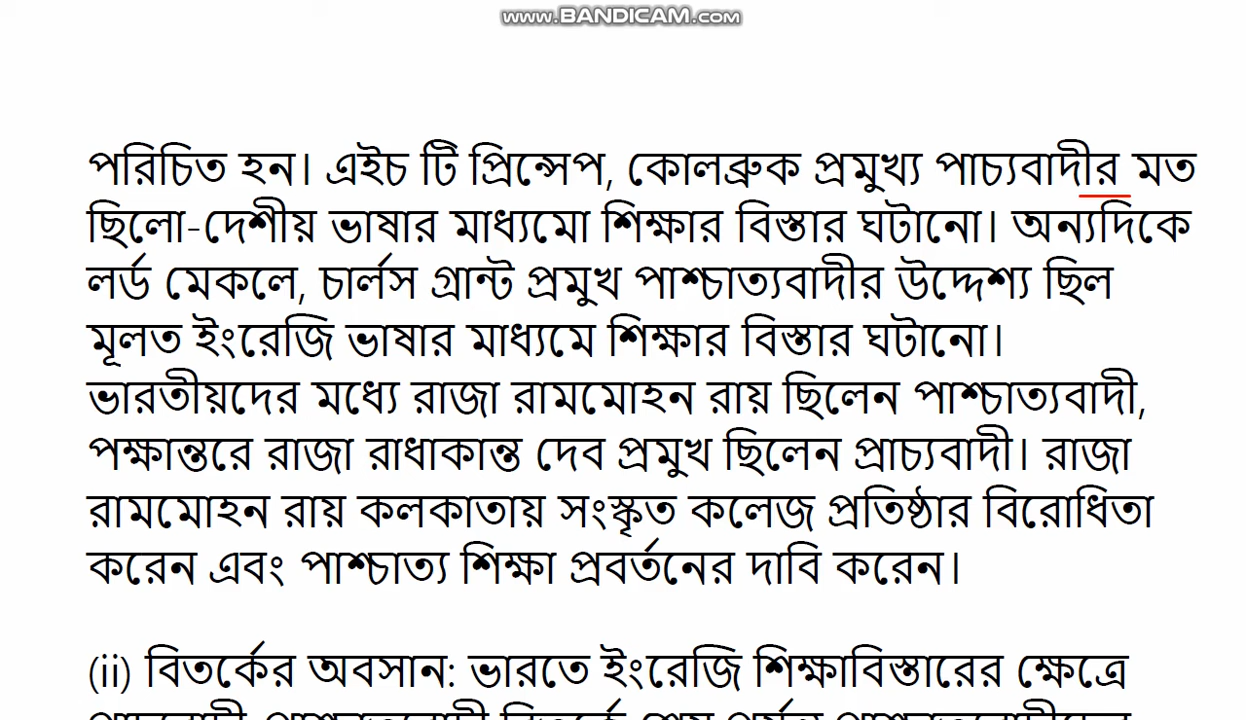 www.BANDICAM.com
পরিচিত হন। এইচ টি প্রিন্সেপ, কোলব্রুক প্রমুখ্য পাচ্যবাদীর মত
ছিলো-দেশীয় ভাষার মাধ্যমো শিক্ষার বিস্তার ঘটানো। অন্যদিকে
লর্ড মেকলে, চার্লস গ্রান্ট প্রমুখ পাশ্চাত্যবাদীর উদ্দেশ্য ছিল
মূলত ইংরেজি ভাষার মাধ্যমে শিক্ষার বিস্তার ঘটানো।
ভারতীয়দের মধ্যে রাজা রামমোহন রায় ছিলেন পাশ্চাত্যবাদী,
পক্ষান্তরে রাজা রাধাকান্ত দেব প্রমুখ ছিলেন প্রাচ্যবাদী। রাজা
রামমোহন রায় কলকাতায় সংস্কৃত কলেজ প্রতিষ্ঠার বিরোধিতা
করেন এবং পাশ্চাত্য শিক্ষা প্রবর্তনের দাবি করেন।
(ii) বিতর্কের অবসান: ভারতে ইংরেজি শিক্ষাবিস্তারের ক্ষেত্রে